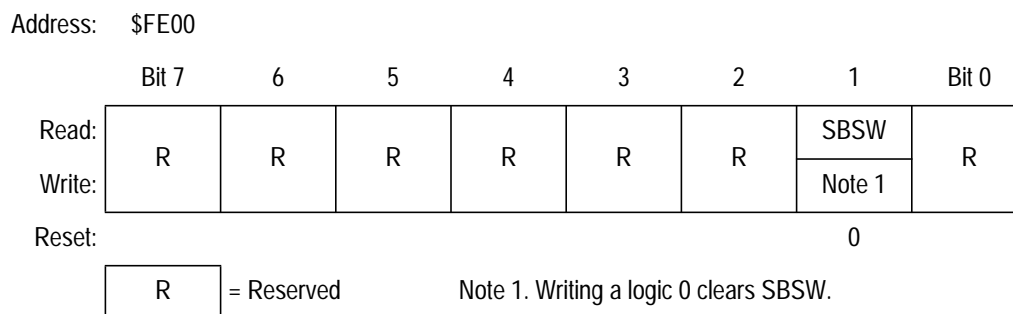 Address: $FE00
Bit 7 6 5 4 3 2 1 Bit 0
Read: R R R R R R SBSW R
Write: Note 1
Reset: 0
R = Reserved Note 1. Writing a logic 0 clears SBSW.